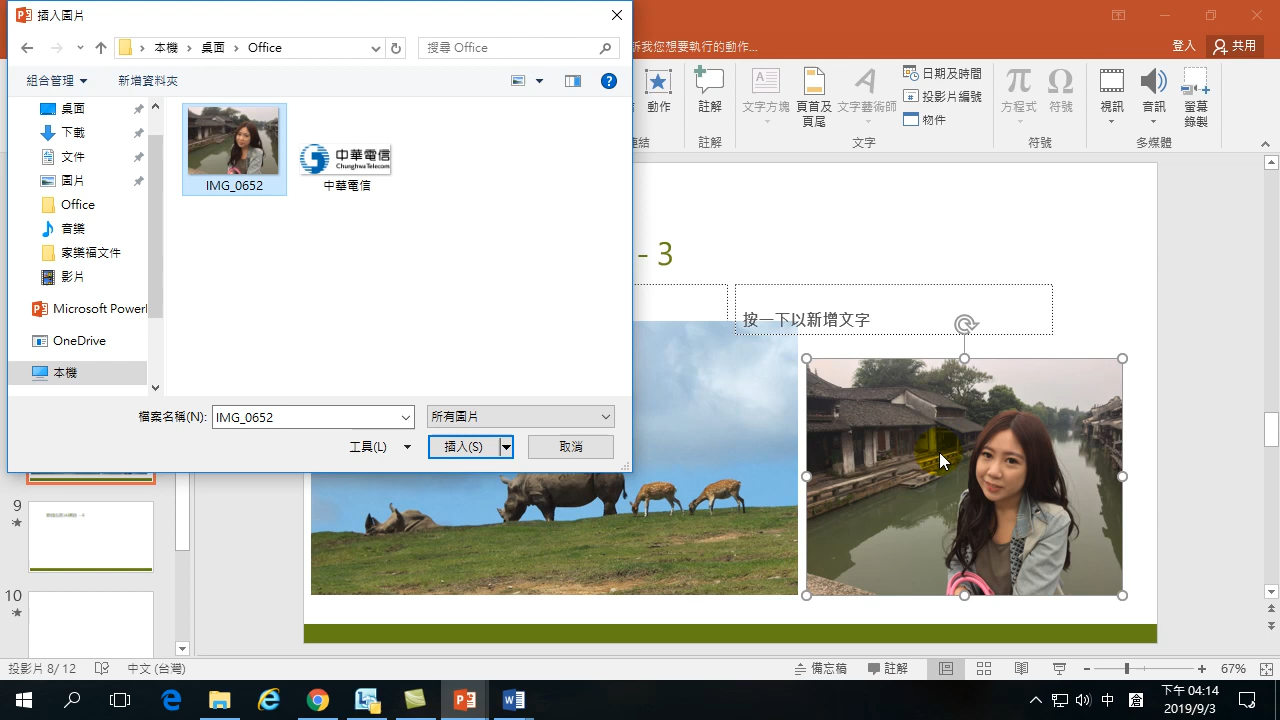 插入圖片
本機 桌面 Office
搜尋 Office
組合管理
新增資料夾
桌面
下載
文件
圖片
Office
音樂
家樂福文件
影片
Microsoft Powerl
OneDrive
本機
IMG_0652
中華電信
Chunghwa Telecom
中華電信
檔案名稱(N):
IMG_0652
所有圖片
工具(L)
插入(S)
取消
訴我您想要執行的動作...
登入
共用
動作
註解
文字方塊
頁首及
頁尾
文字藝術師
日期及時間
投影片編號
物件
方程式
符號
視訊
音訊
螢幕
錄製
結
註解
文字
符號
多媒體
- 3
按一下以新增文字
9
10
投影片 8/ 12
中文 (台灣)
備忘稿
註解
67%
中
下午 04:14
2019/9/3